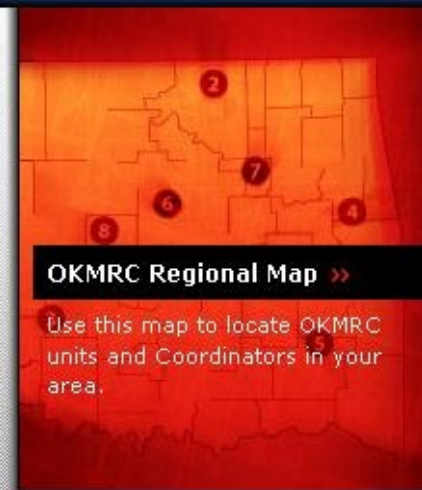 2
7
6
4
8
OKMRC Regional Map »
Use this map to locate OKMRC
units and Coordinators in your
area.
5